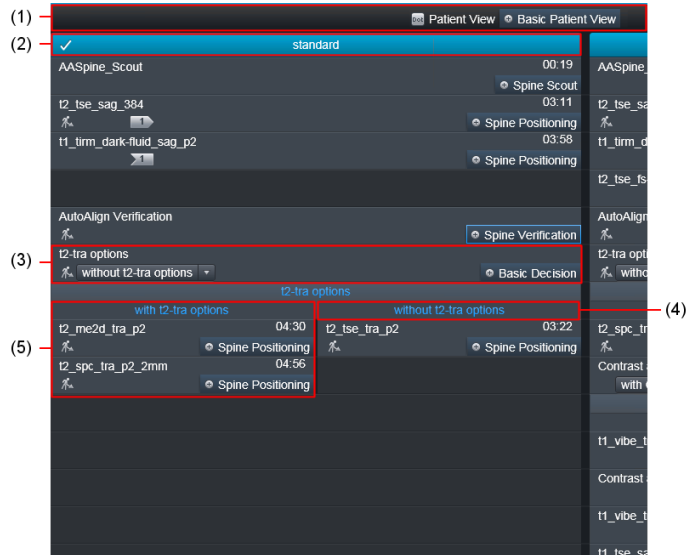 (1)
Dot Patient View Basic Patient View
(2)
standard
AASpine_Scout 00:19 AASpine_
Spine Scout
t2_tse_sag_384 03:11 t2_tse_sa
1 Spine Positioning
t1_tirm_dark-fluid_sag_p2 03:58 t1_tirm_d
1 Spine Positioning
t2_tse_fs
AutoAlign Verification AutoAlign
Spine Verification
(3)
t2-tra options t2-tra opti
without t2-tra options Basic Decision witho
t2-tra options
with t2-tra options without t2-tra options (4)
(5)
t2_me2d_tra_p2 04:30 t2_tse_tra_p2 03:22 t2_spc_tr
Spine Positioning Spine Positioning
t2_spc_tra_p2_2mm 04:56 Contrast
Spine Positioning with
t1_vibe_t
Contrast
t1_vibe_t
t1_tse_sa